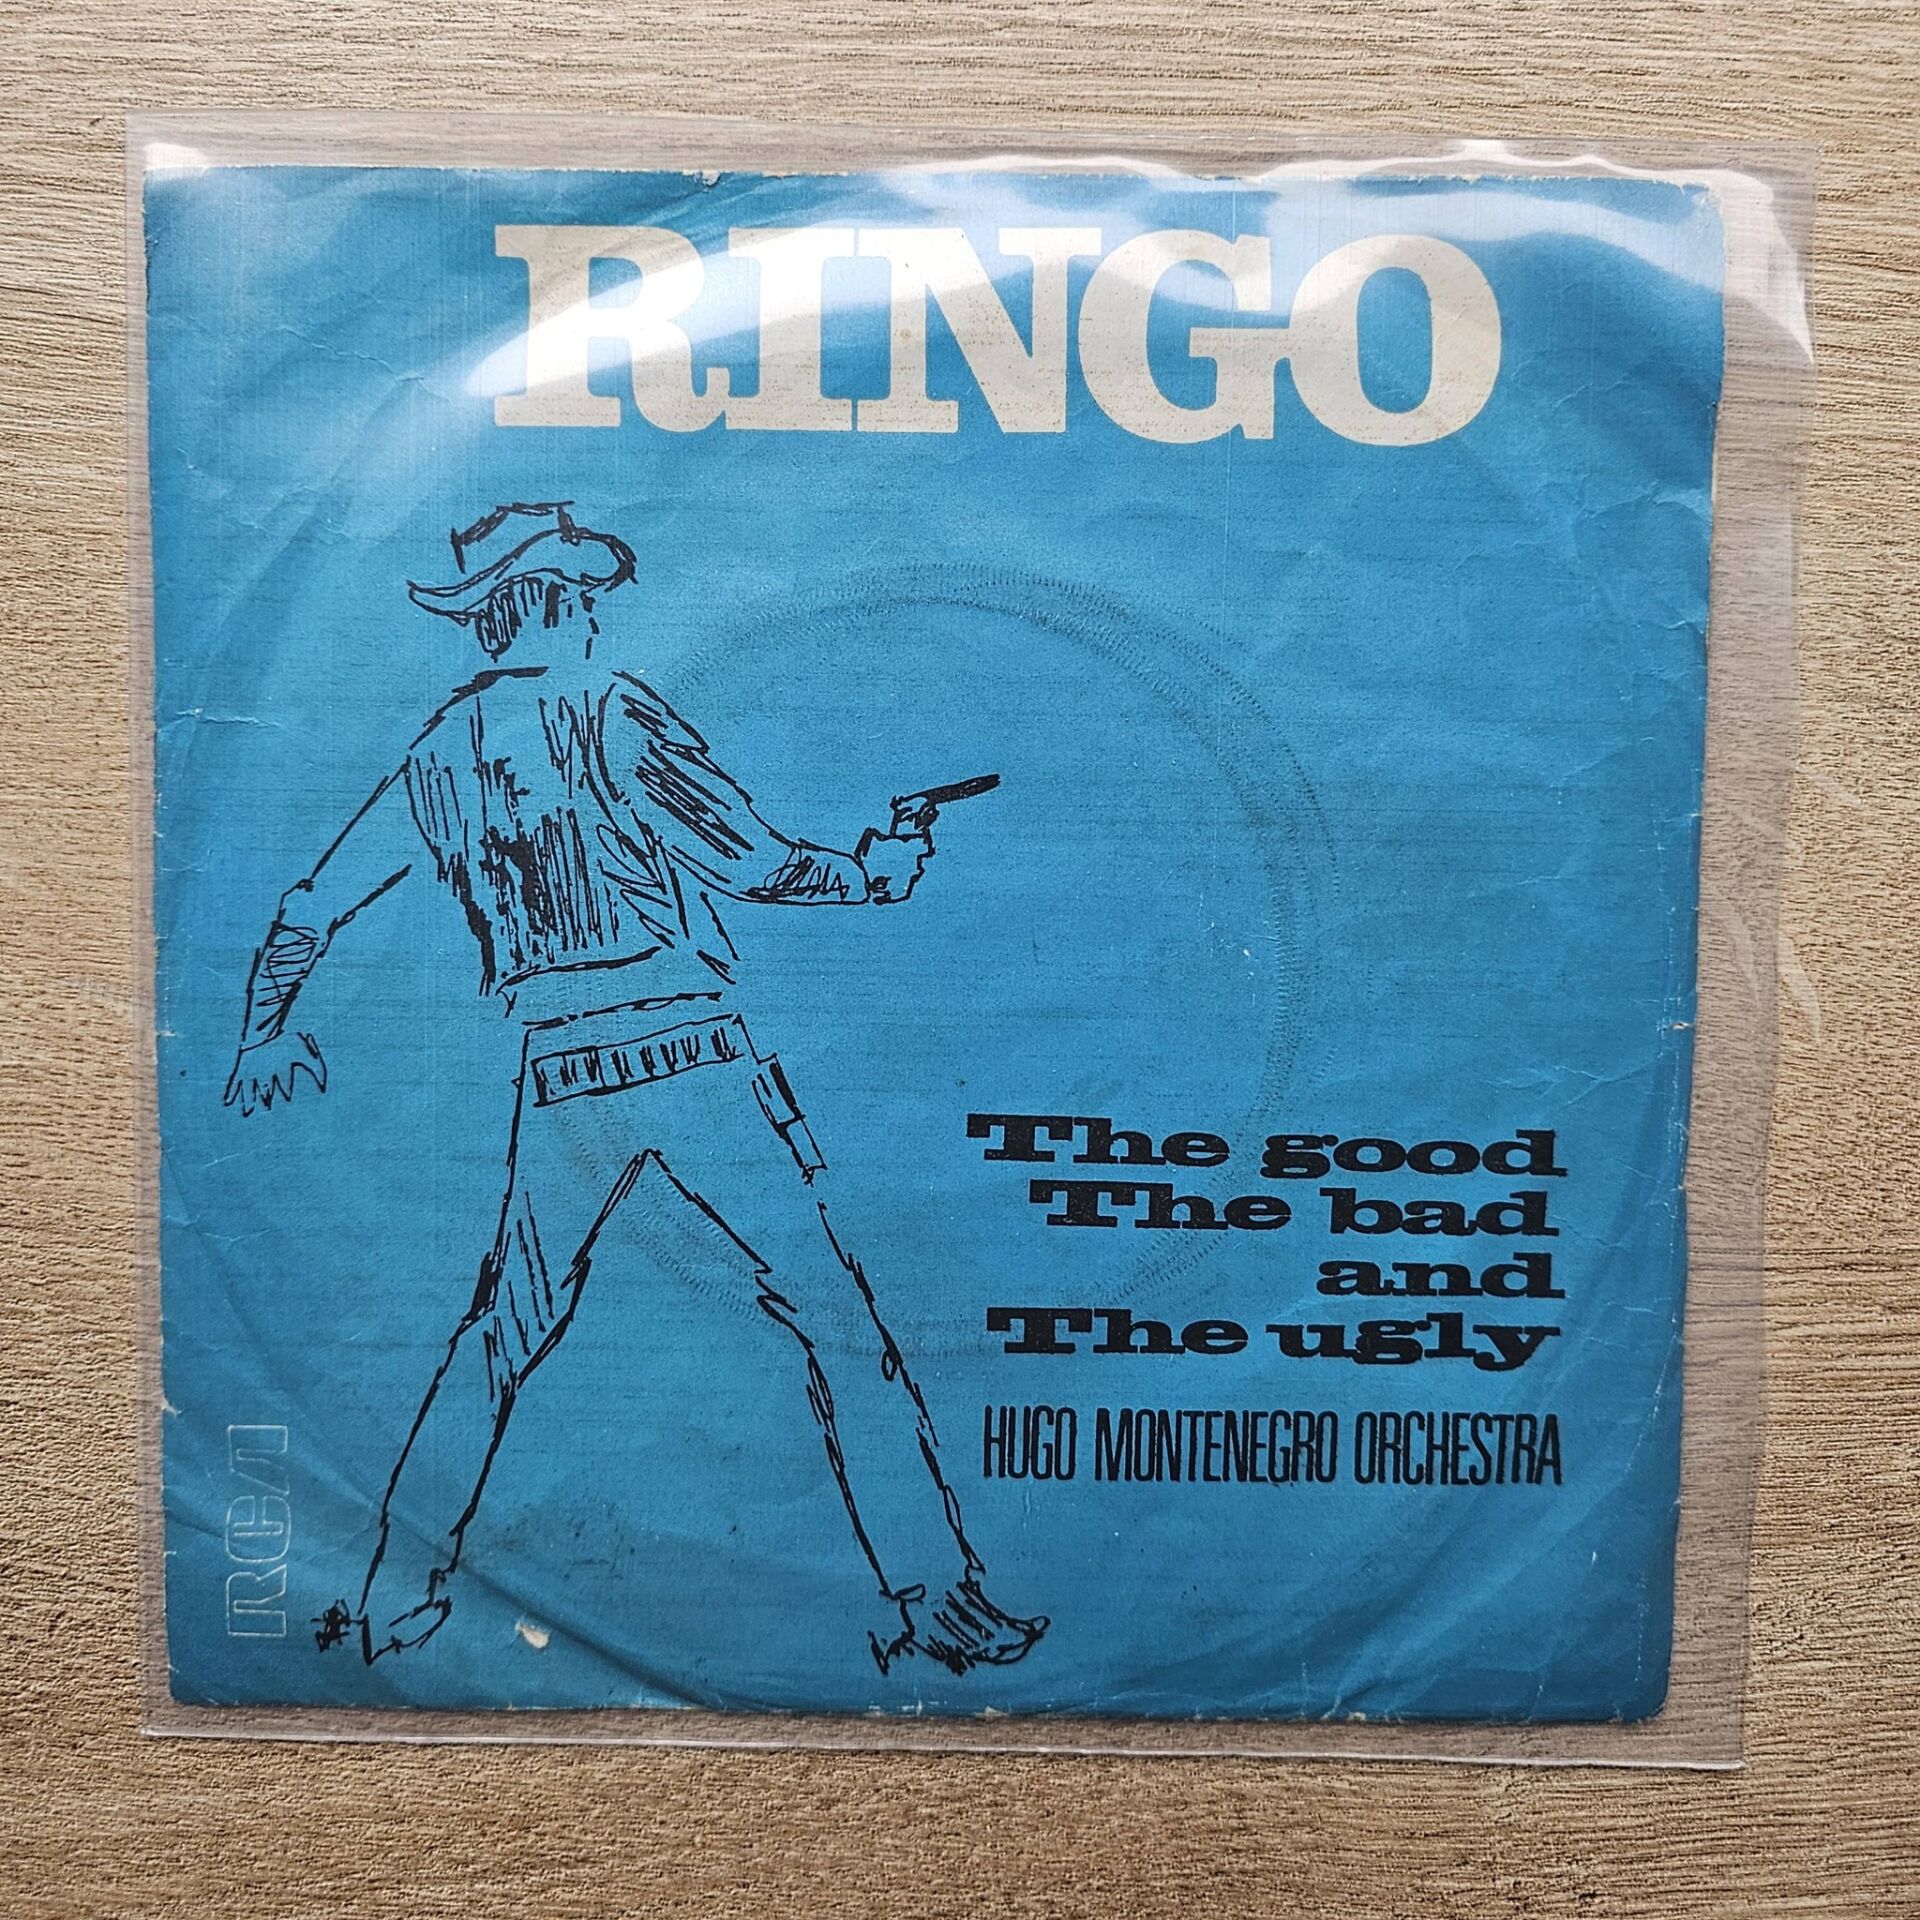 RINGO
The good
The bad
and
The ugly
HUGO MONTENEGRO ORCHESTRA
RCA